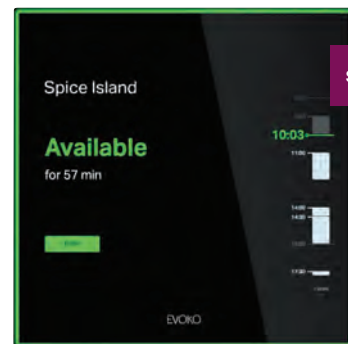 S
Spice Island
10:03
11:00
Available
for 57 min
14:00
14:30
17:30
EVOKO